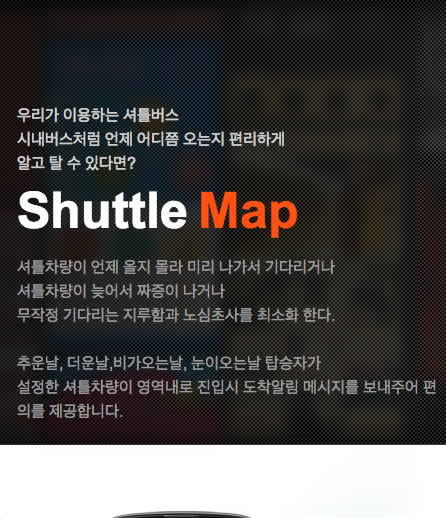 우리가 이용하는 셔틀버스
시내버스처럼 언제 어디쯤 오는지 편리하게
알고 탈 수 있다면?
Shuttle Map
셔틀차량이 언제 올지 몰라 미리 나가서 기다리거나
셔틀차량이 늦어서 짜증이 나거나
무작정 기다리는 지루함과 노심초사를 최소화 한다.
추운날, 더운날,비가오는날, 눈이오는날 탑승자가
설정한 셔틀차량이 영역내로 진입시 도착알림 메시지를 보내주어 편
의를 제공합니다.